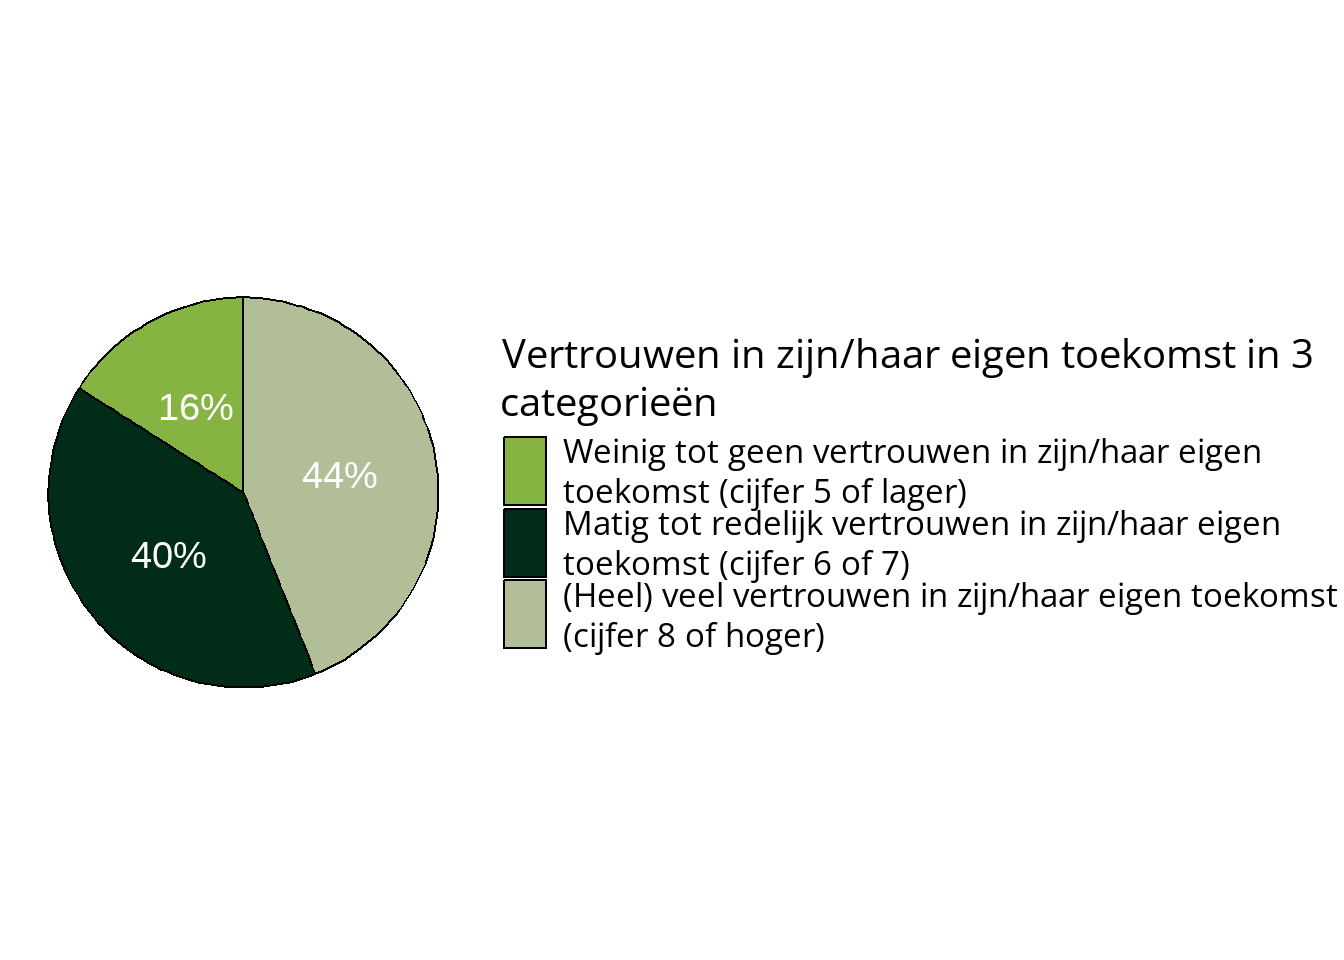 16%
44%
40%
Vertrouwen in zijn/haar eigen toekomst in 3
categorieën
Weinig tot geen vertrouwen in zijn/haar eigen
toekomst (cijfer 5 of lager)
Matig tot redelijk vertrouwen in zijn/haar eigen
toekomst (cijfer 6 of 7)
(Heel) veel vertrouwen in zijn/haar eigen toekomst
(cijfer 8 of hoger)